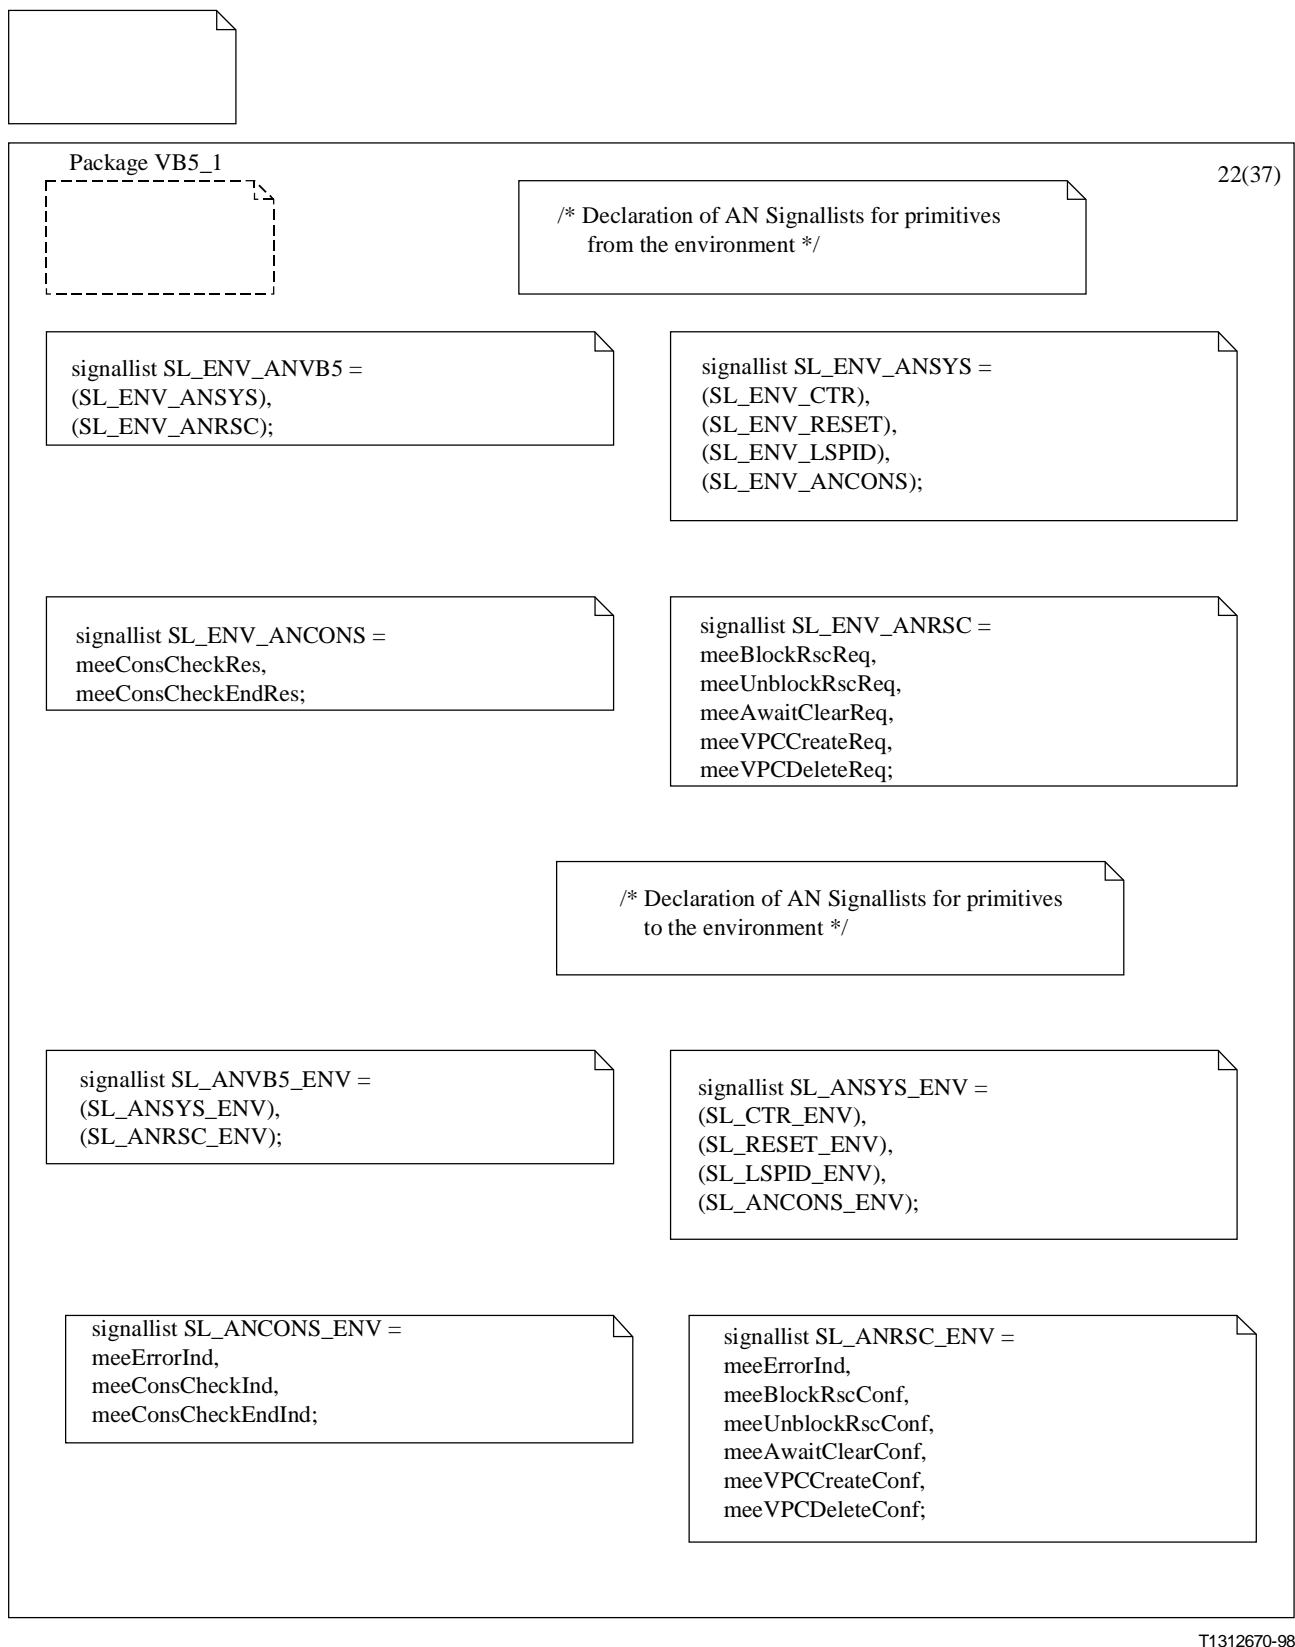 Package VB5_1
22(37)
/* Declaration of AN Signallists for primitives
from the environment */
signallist SL_ENV_ANVB5 =
(SL_ENV_ANSYS),
(SL_ENV_ANRSC);
signallist SL_ENV_ANSYS =
(SL_ENV_CTR),
(SL_ENV_RESET),
(SL_ENV_LSPID),
(SL_ENV_ANCONS);
signallist SL_ENV_ANCONS =
meeConsCheckRes,
meeConsCheckEndRes;
signallist SL_ENV_ANRSC =
meeBlockRscReq,
meeUnblockRscReq,
meeAwaitClearReq,
meeVPCCreateReq,
meeVPCDeleteReq;
/* Declaration of AN Signallists for primitives
to the environment */
signallist SL_ANVB5_ENV =
(SL_ANSYS_ENV),
(SL_ANRSC_ENV);
signallist SL_ANSYS_ENV =
(SL_CTR_ENV),
(SL_RESET_ENV),
(SL_LSPID_ENV),
(SL_ANCONS_ENV);
signallist SL_ANCONS_ENV =
meeErrorInd,
meeConsCheckInd,
meeConsCheckEndInd;
signallist SL_ANRSC_ENV =
meeErrorInd,
meeBlockRscConf,
meeUnblockRscConf,
meeAwaitClearConf,
meeVPCCreateConf,
meeVPCDeleteConf;
T1312670-98